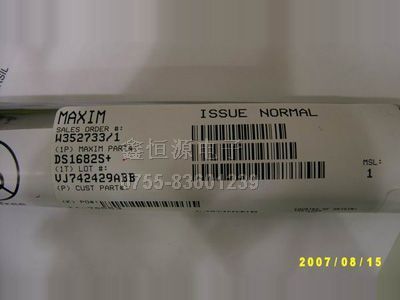 MAXIM
ISSUE NORMAL
SALES ORDER #:
W352733/1
(1P) MAXIM PART#:
DS1682S+
(1T) LOT #:
VJ742429ABB
(P) CUST PART#:
MSL:
1
鑫恒源电子
0755-83601239
2007/08/15